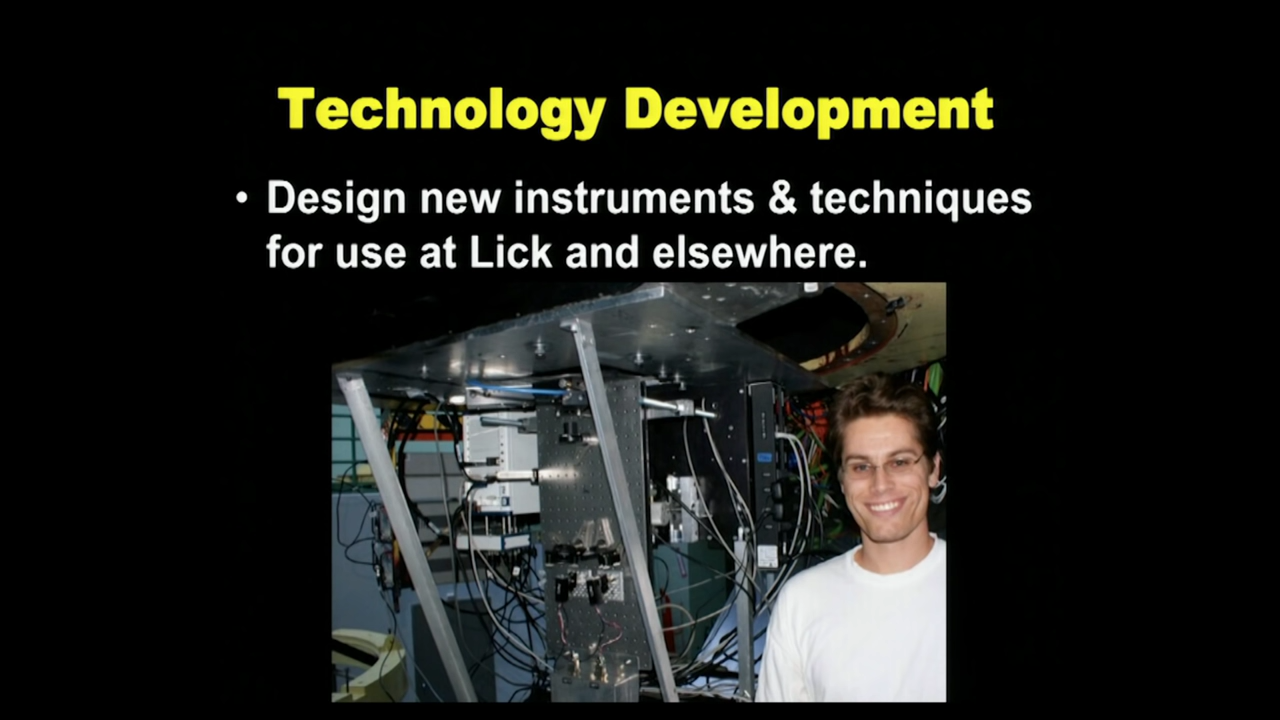 Technology Development
• Design new instruments & techniques
for use at Lick and elsewhere.